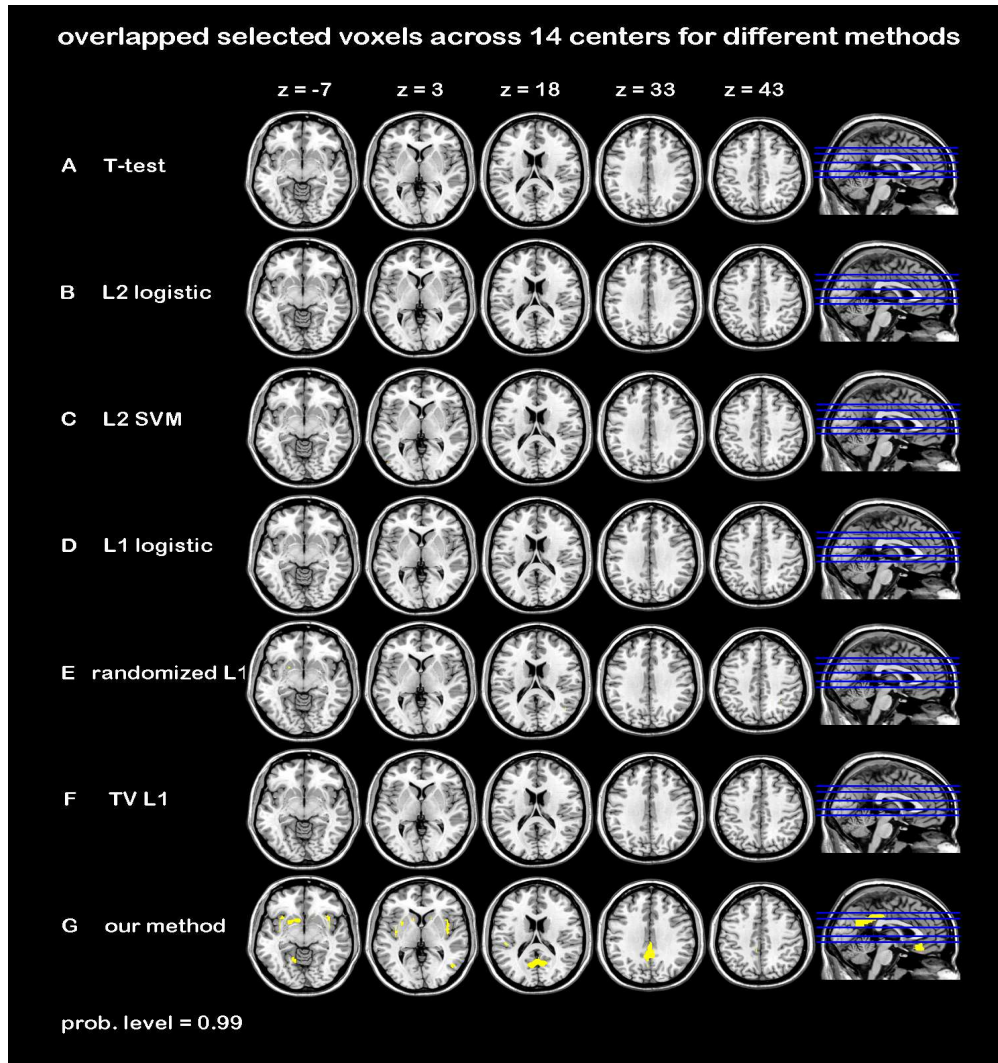 overlapped selected voxels across 14 centers for different methods
z = -7 z = 3 z = 18 z = 33 z = 43
A T-test
B L2 logistic
C L2 SVM
D L1 logistic
E randomized L1
F TV L1
G our method
prob. level = 0.99